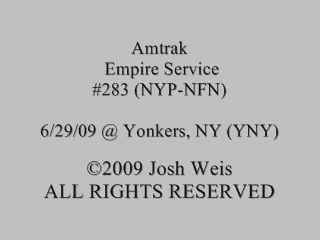 Amtrak
Empire Service
#283 (NYP-NFN)
6/29/09 @ Yonkers, NY (YNY)
©2009 Josh Weis
ALL RIGHTS RESERVED